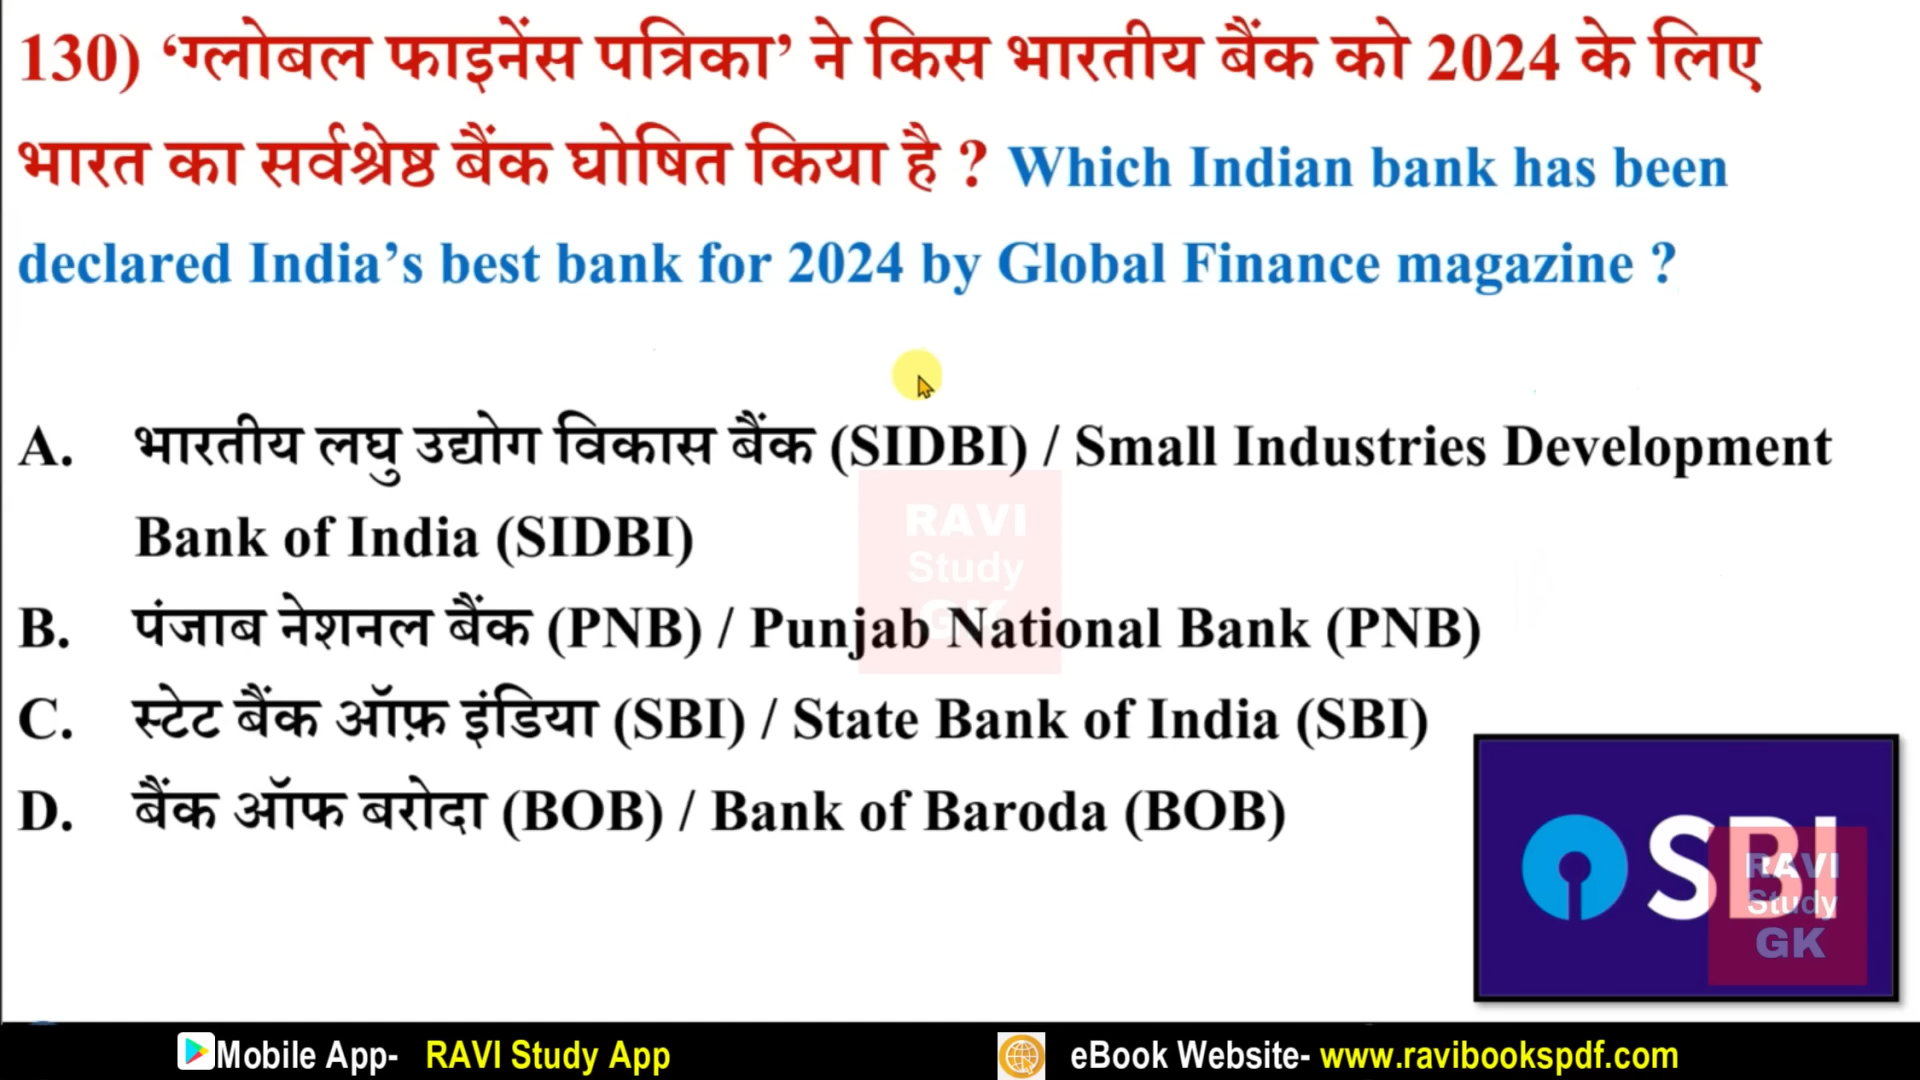 130) ‘ग्लोबल फाइनेंस पत्रिका’ ने किस भारतीय बैंक को 2024 के लिए
भारत का सर्वश्रेष्ठ बैंक घोषित किया है ? Which Indian bank has been
declared India’s best bank for 2024 by Global Finance magazine ?
A. भारतीय लघु उद्योग विकास बैंक (SIDBI) / Small Industries Development
Bank of India (SIDBI)
RAVI
Study
GK
B. पंजाब नेशनल बैंक (PNB) / Punjab National Bank (PNB)
C. स्टेट बैंक ऑफ़ इंडिया (SBI) / State Bank of India (SBI)
D. बैंक ऑफ बरोदा (BOB) / Bank of Baroda (BOB)
SBI
RAVI
Study
GK
Mobile App- RAVI Study App
eBook Website- www.ravibookspdf.com